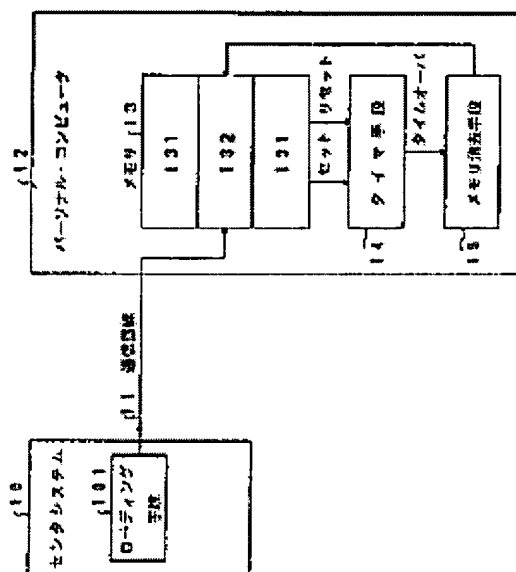 10
センタシステム
101
ローディング
手段
11 通信回線
12
パーソナル・コンピュータ
メモリ 13
131
132
131
セット
リセット
タイマ手段
14
タイムオーバ
メモリ消去手段
15